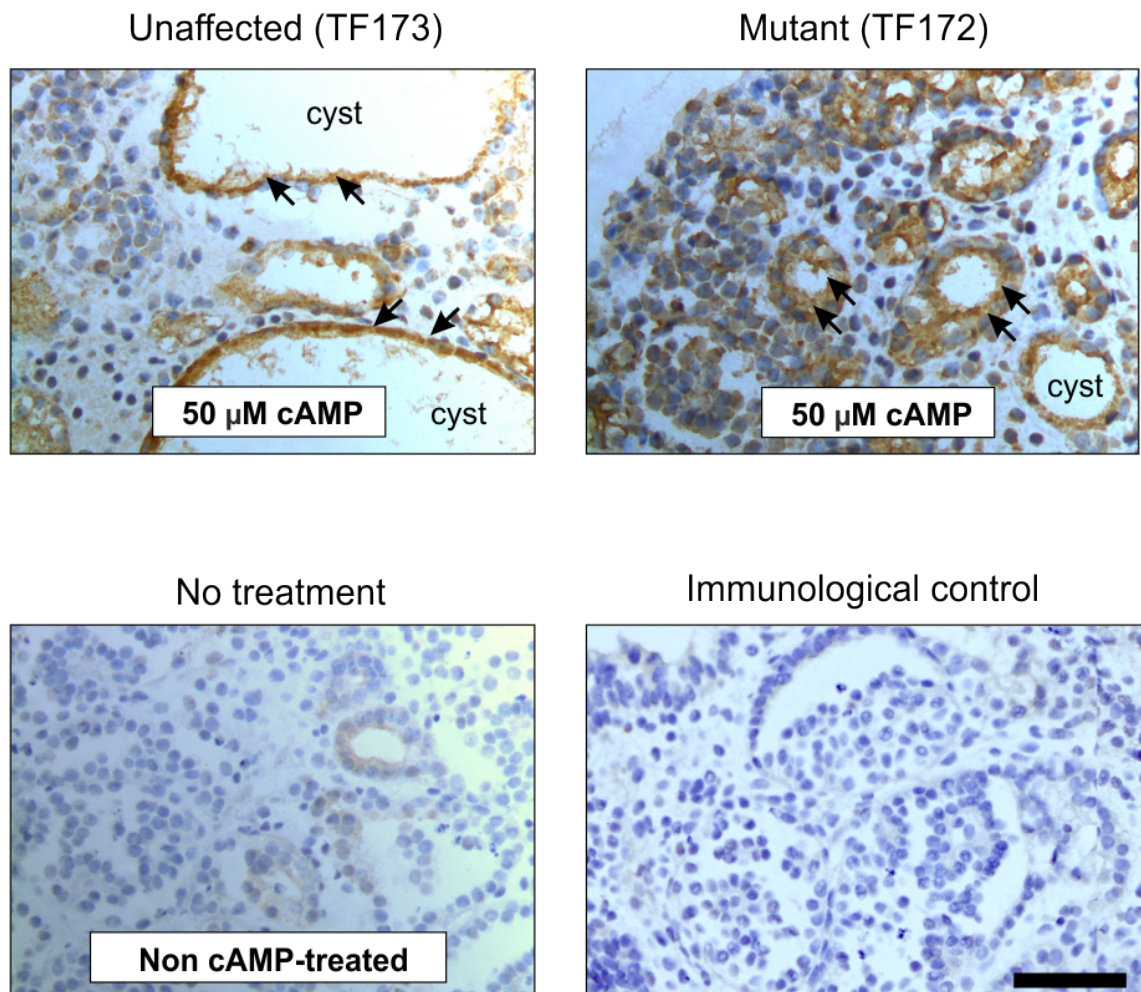 Unaffected (TF173)
Mutant (TF172)
cyst
50 µM cAMP
cyst
cyst
50 µM cAMP
No treatment
Immunological control
Non cAMP-treated